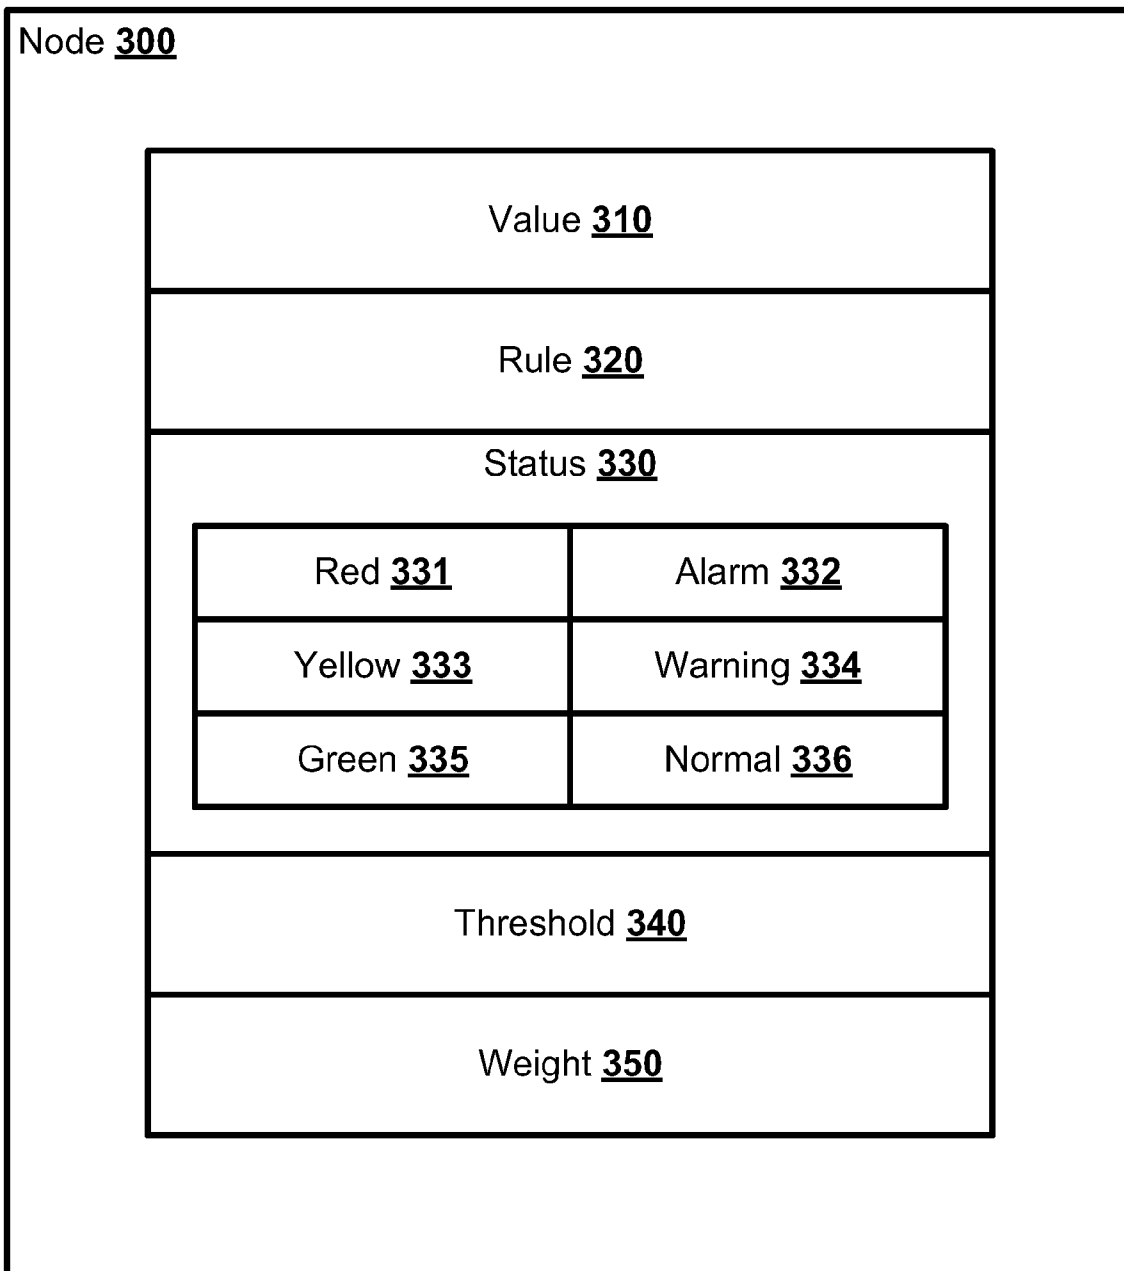 Node 300
Value 310
Rule 320
Status 330
Red 331 Alarm 332
Yellow 333 Warning 334
Green 335 Normal 336
Threshold 340
Weight 350